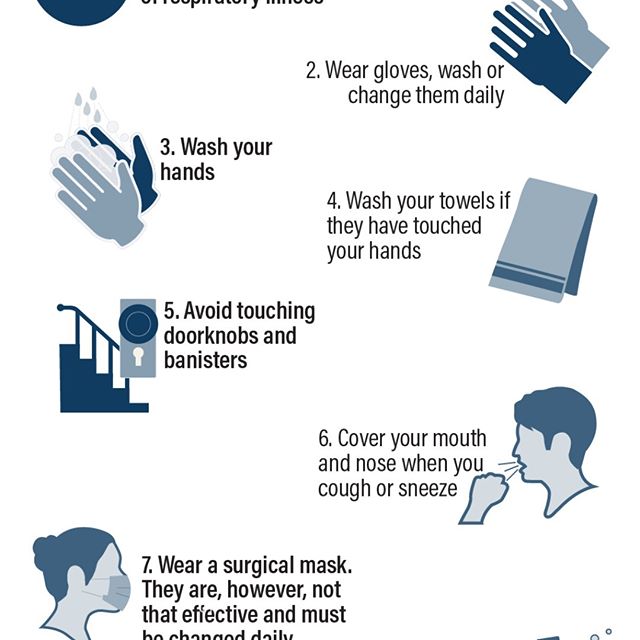 of respiratory illness
2. Wear gloves, wash or
change them daily
3. Wash your
hands
4. Wash your towels if
they have touched
your hands
5. Avoid touching
doorknobs and
banisters
6. Cover your mouth
and nose when you
cough or sneeze
7. Wear a surgical mask.
They are, however, not
that effective and must
be changed daily